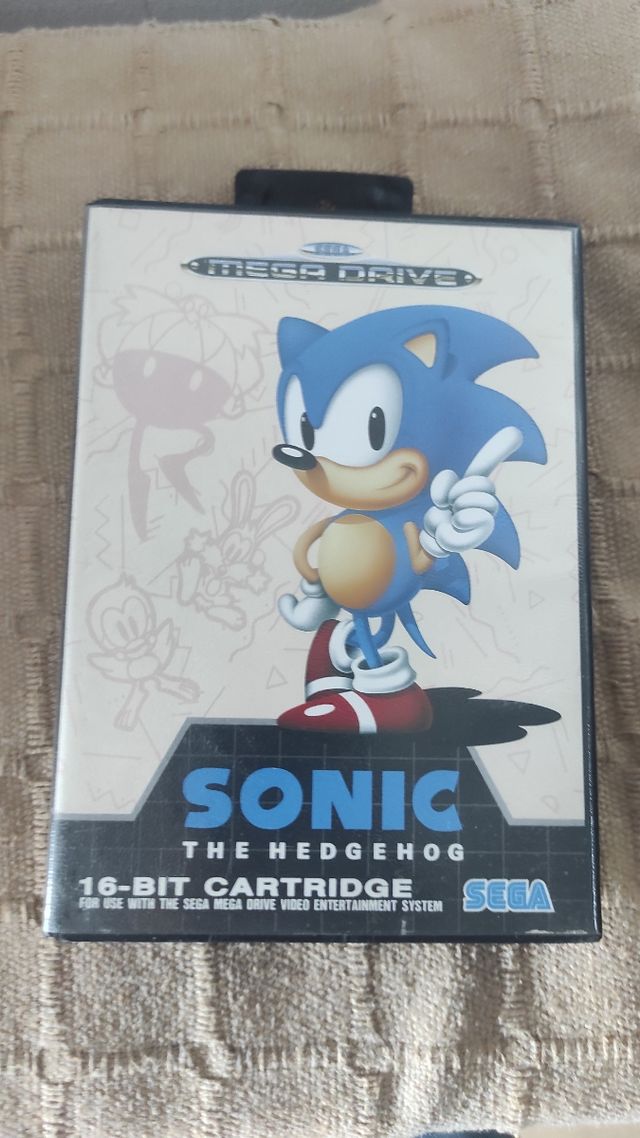 SEGA
MEGA DRIVE
SONIC
THE HEDGEHOG
16-BIT CARTRIDGE
FOR USE WITH THE SEGA MEGA DRIVE VIDEO ENTERTAINMENT SYSTEM
SEGA